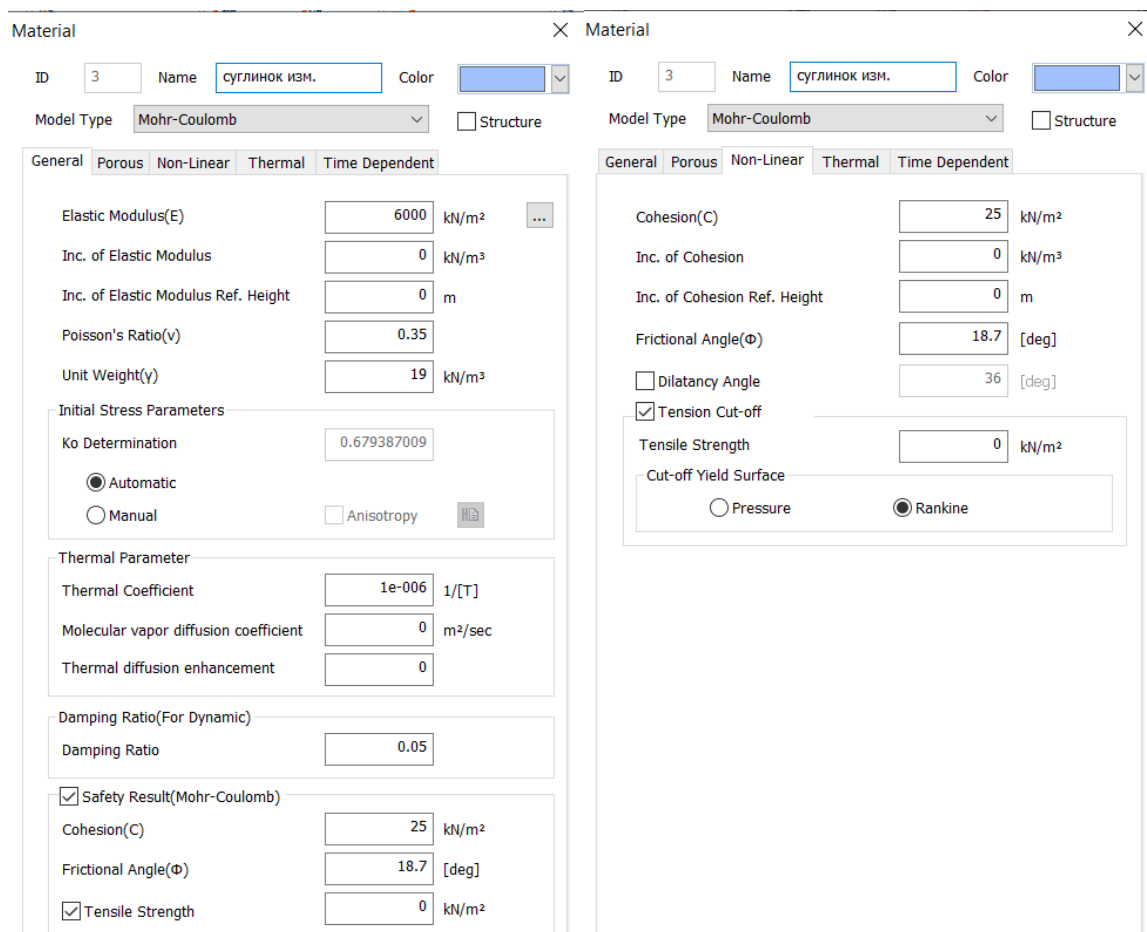 Material
ID 3 Name суглинок изм. Color
Model Type Mohr-Coulomb Structure
General Porous Non-Linear Thermal Time Dependent
Elastic Modulus(E) 6000 kN/m² ...
Inc. of Elastic Modulus 0 kN/m³
Inc. of Elastic Modulus Ref. Height 0 m
Poisson's Ratio(ν) 0.35
Unit Weight(γ) 19 kN/m³
Initial Stress Parameters
Ko Determination 0.679387009
Automatic
Manual Anisotropy
Thermal Parameter
Thermal Coefficient 1e-006 1/[T]
Molecular vapor diffusion coefficient 0 m²/sec
Thermal diffusion enhancement 0
Damping Ratio(For Dynamic)
Damping Ratio 0.05
Safety Result(Mohr-Coulomb)
Cohesion(C) 25 kN/m²
Frictional Angle(Φ) 18.7 [deg]
Tensile Strength 0 kN/m²
Material
ID 3 Name суглинок изм. Color
Model Type Mohr-Coulomb Structure
General Porous Non-Linear Thermal Time Dependent
Cohesion(C) 25 kN/m²
Inc. of Cohesion 0 kN/m³
Inc. of Cohesion Ref. Height 0 m
Frictional Angle(Φ) 18.7 [deg]
Dilatancy Angle 36 [deg]
Tension Cut-off
Tensile Strength 0 kN/m²
Cut-off Yield Surface
Pressure Rankine